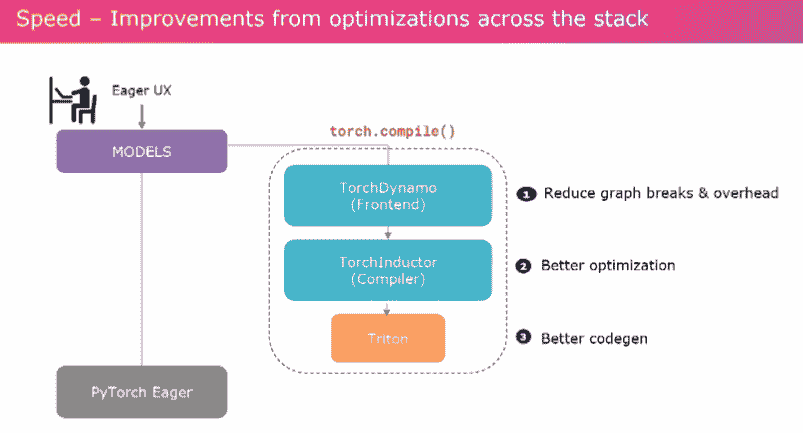 Speed – Improvements from optimizations across the stack
Eager UX
MODELS
torch.compile()
TorchDynamo
(Frontend)
1 Reduce graph breaks & overhead
TorchInductor
(Compiler)
2 Better optimization
Triton
3 Better codegen
PyTorch Eager